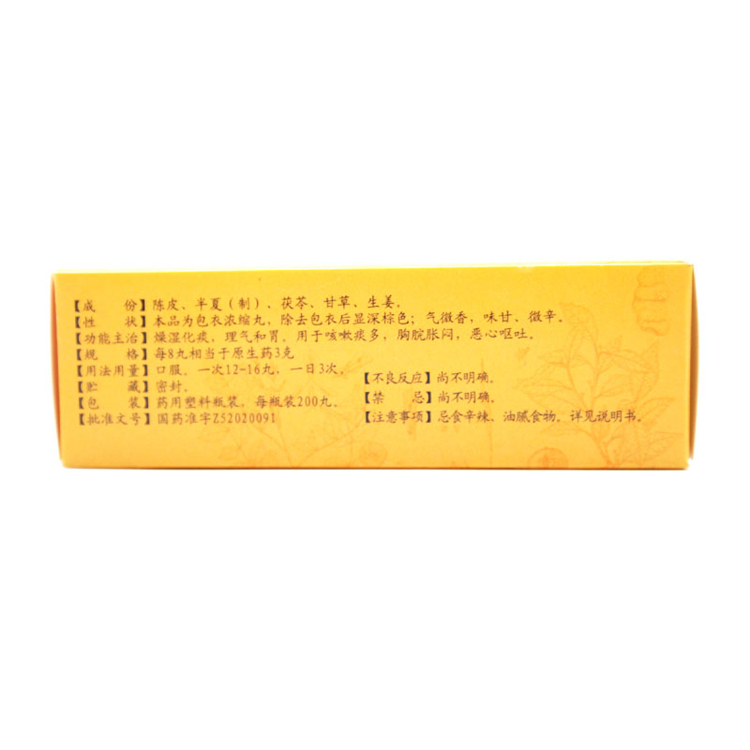 【成　份】陈皮、半夏（制）、茯苓、甘草、生姜。
【性　状】本品为包衣浓缩丸，除去包衣后显深棕色；气微香，味甘、微辛。
【功能主治】燥湿化痰，理气和胃。用于咳嗽痰多，胸脘胀闷，恶心呕吐。
【规　格】每8丸相当于原生药3克
【用法用量】口服。一次12-16丸，一日3次。
【贮　藏】密封。
【包　装】药用塑料瓶装。每瓶装200丸。
【批准文号】国药准字Z52020091
【不良反应】尚不明确。
【禁　忌】尚不明确。
【注意事项】忌食辛辣、油腻食物。详见说明书。